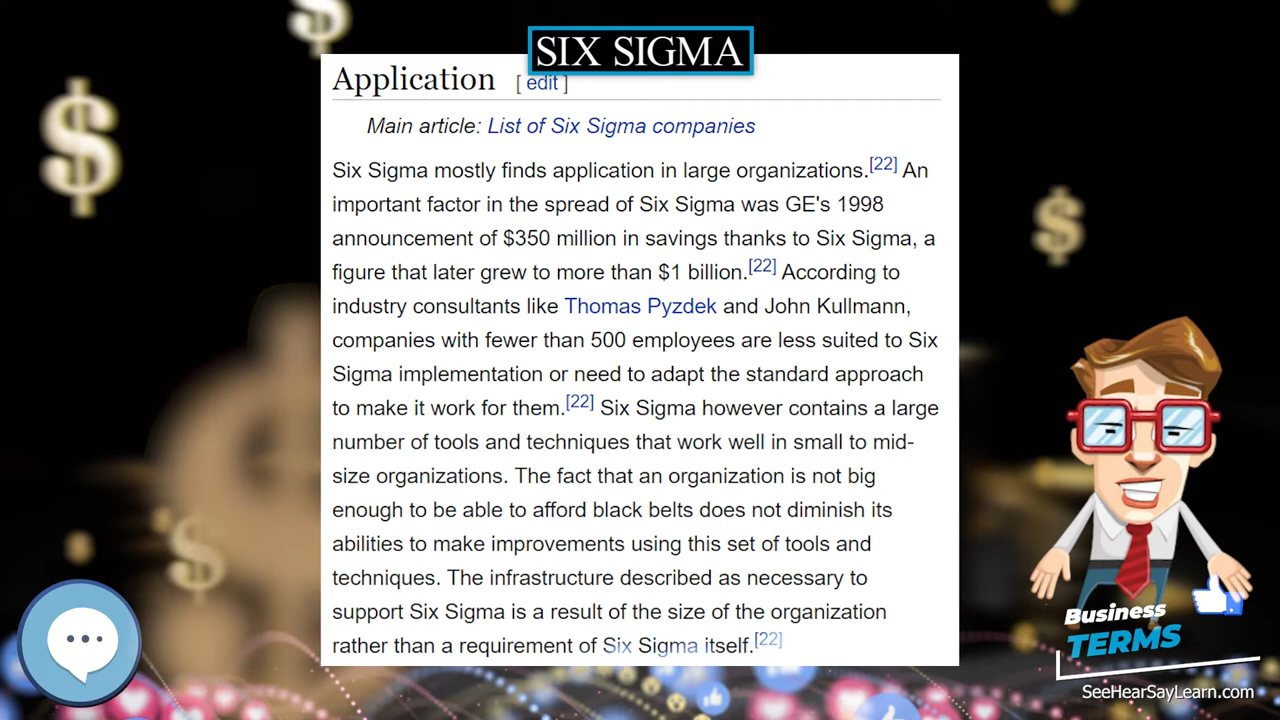 SIX SIGMA
Application [ edit ]
Main article: List of Six Sigma companies
Six Sigma mostly finds application in large organizations.[22] An
important factor in the spread of Six Sigma was GE's 1998
announcement of $350 million in savings thanks to Six Sigma, a
figure that later grew to more than $1 billion.[22] According to
industry consultants like Thomas Pyzdek and John Kullmann,
companies with fewer than 500 employees are less suited to Six
Sigma implementation or need to adapt the standard approach
to make it work for them.[22] Six Sigma however contains a large
number of tools and techniques that work well in small to mid-
size organizations. The fact that an organization is not big
enough to be able to afford black belts does not diminish its
abilities to make improvements using this set of tools and
techniques. The infrastructure described as necessary to
support Six Sigma is a result of the size of the organization
rather than a requirement of Six Sigma itself.[22]
Business
TERMS
SeeHearSayLearn.com